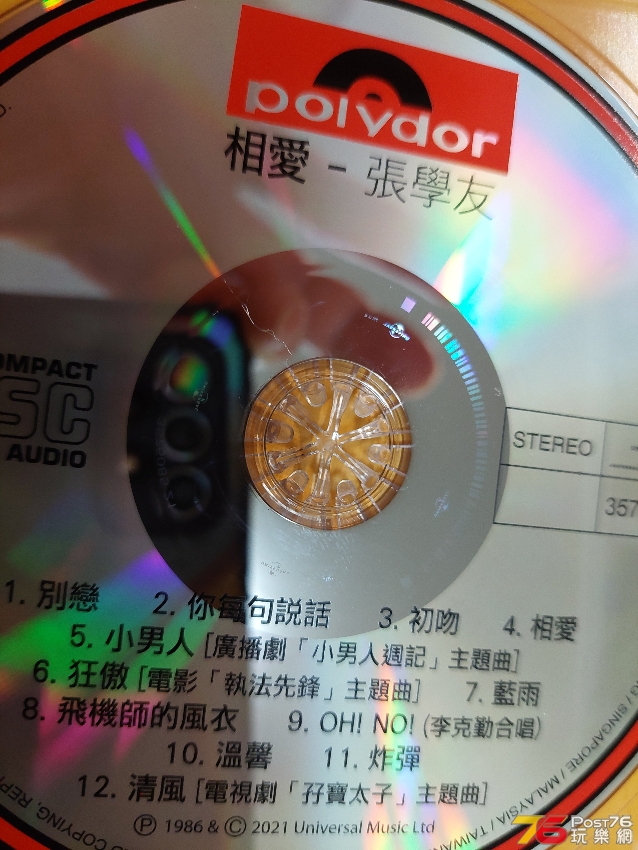 polydor
相愛 - 張學友
COMPACT
AUDIO
STEREO
357
1. 別戀 2. 你每句説話 3. 初吻 4. 相愛
5. 小男人 [廣播劇「小男人週記」主題曲]
6. 狂傲 [電影「執法先鋒」主題曲] 7. 藍雨
8. 飛機師的風衣 9. OH! NO! (李克勤合唱)
10. 溫馨 11. 炸彈
12. 清風 [電視劇「孖寶太子」主題曲]
Ⓟ 1986 & Ⓒ 2021 Universal Music Ltd
COPYING, REP
/ SINGAPORE / MALAYSIA / TAIWAN
76 POST76
玩樂網